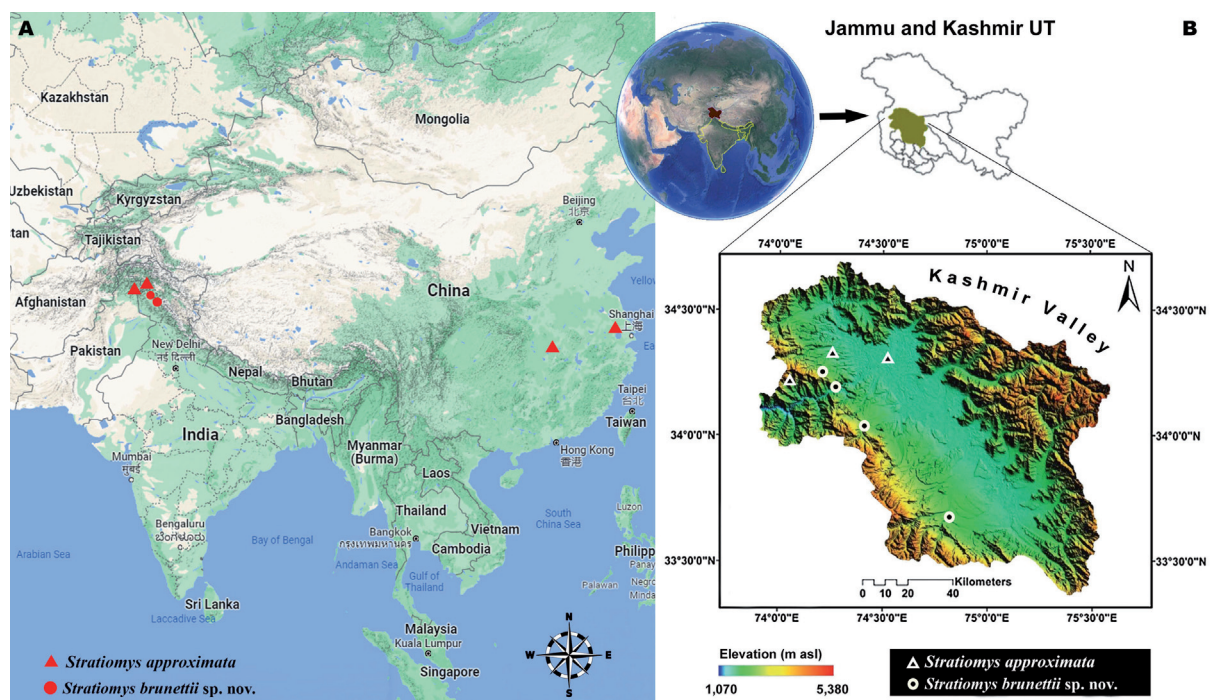 A
Kazakhstan
Mongolia
Uzbekistan
Kyrgyzstan
Beijing
北京
tan
Tajikistan
Afghanistan
China
Yellow
Shanghai
上海
Ea
Pakistan
New Delhi
नई दिल्ली
Nepal
Bhutan
Taipei
台北
Taiwan
Bangladesh
India
Myanmar
(Burma)
Hong Kong
香港
Mumbai
मुंबई
Laos
Thailand
Luzon
South
China Sea
Vietnam
Bengaluru
ಬೆಂಗಳೂರು
Bay of Bengal
Bangkok
กรุงเทพมหานคร
Arabian Sea
Andaman Sea
Cambodia
Philipp
Panay
Gulf of
Thailand
Palawan
Negro
Minda
Sri Lanka
Laccadive Sea
Malaysia
Kuala Lumpur
Singapore
N
W
E
S
Stratiomys approximata
Stratiomys brunettii sp. nov.
Jammu and Kashmir UT
B
74°0'0"E
74°30'0"E
75°0'0"E
75°30'0"E
Kashmir Valley
N
34°30'0"N
34°30'0"N
34°0'0"N
34°0'0"N
33°30'0"N
33°30'0"N
Kilometers
0 10 20 40
74°0'0"E
74°30'0"E
75°0'0"E
75°30'0"E
Elevation (m asl)
1,070 5,380
Stratiomys approximata
Stratiomys brunettii sp. nov.